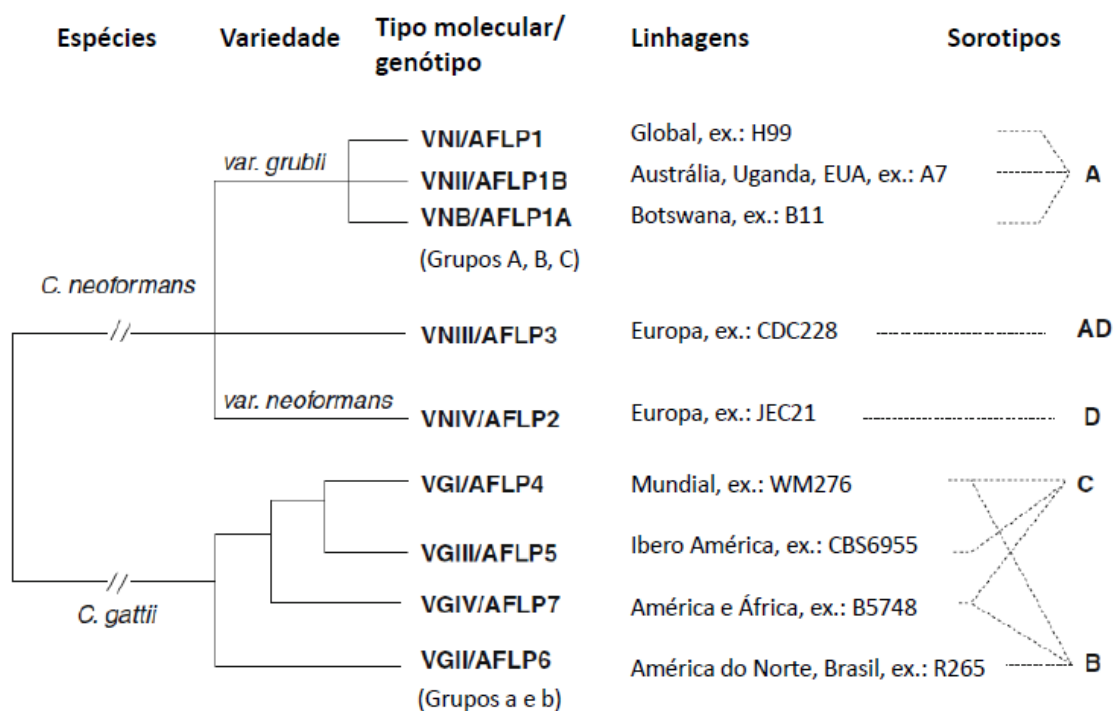 Espécies Variedade Tipo molecular/
genótipo Linhagens Sorotipos
VNI/AFLP1 Global, ex.: H99
var. grubii VNII/AFLP1B Austrália, Uganda, EUA, ex.: A7 A
VNB/AFLP1A Botswana, ex.: B11
(Grupos A, B, C)
C. neoformans
VNIII/AFLP3 Europa, ex.: CDC228 AD
var. neoformans VNIV/AFLP2 Europa, ex.: JEC21 D
VGI/AFLP4 Mundial, ex.: WM276 C
VGIII/AFLP5 Ibero América, ex.: CBS6955
C. gattii VGIV/AFLP7 América e África, ex.: B5748
VGII/AFLP6 América do Norte, Brasil, ex.: R265 B
(Grupos a e b)